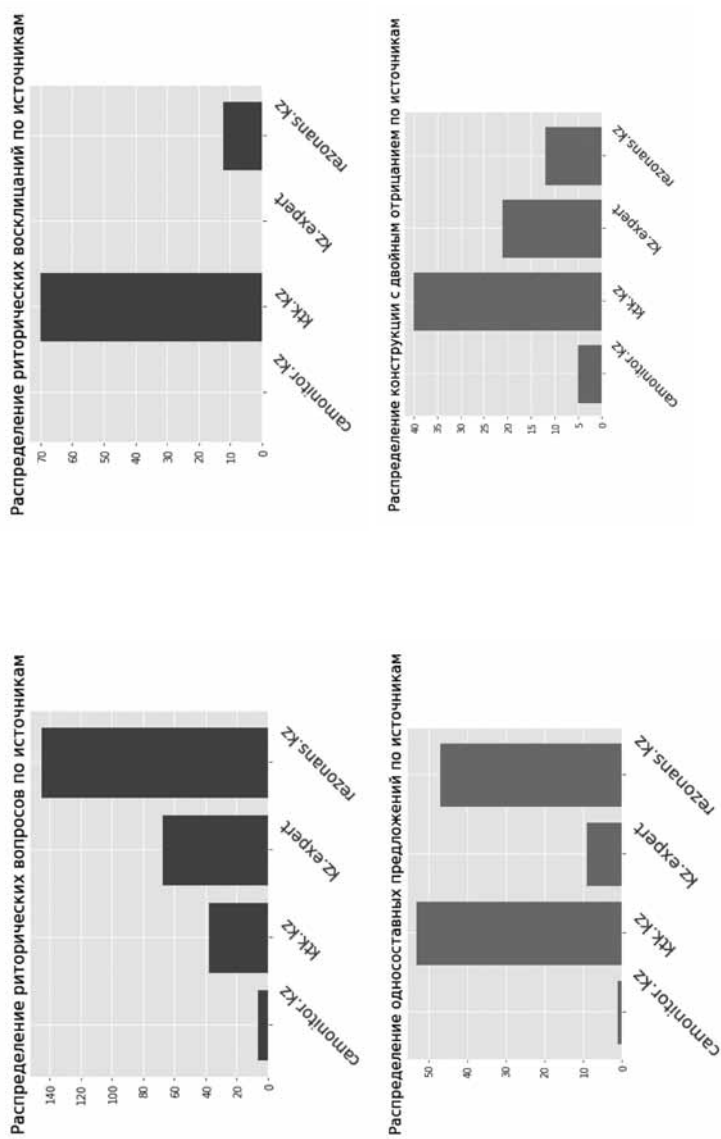 Распределение риторических вопросов по источникам
140
120
100
80
60
40
20
0
camonitor.kz
ktk.kz
kz.expert
rezonans.kz
Распределение риторических восклицаний по источникам
70
60
50
40
30
20
10
0
camonitor.kz
ktk.kz
kz.expert
rezonans.kz
Распределение односоставных предложений по источникам
50
40
30
20
10
0
camonitor.kz
ktk.kz
kz.expert
rezonans.kz
Распределение конструкции с двойным отрицанием по источникам
40
35
30
25
20
15
10
5
0
camonitor.kz
ktk.kz
kz.expert
rezonans.kz